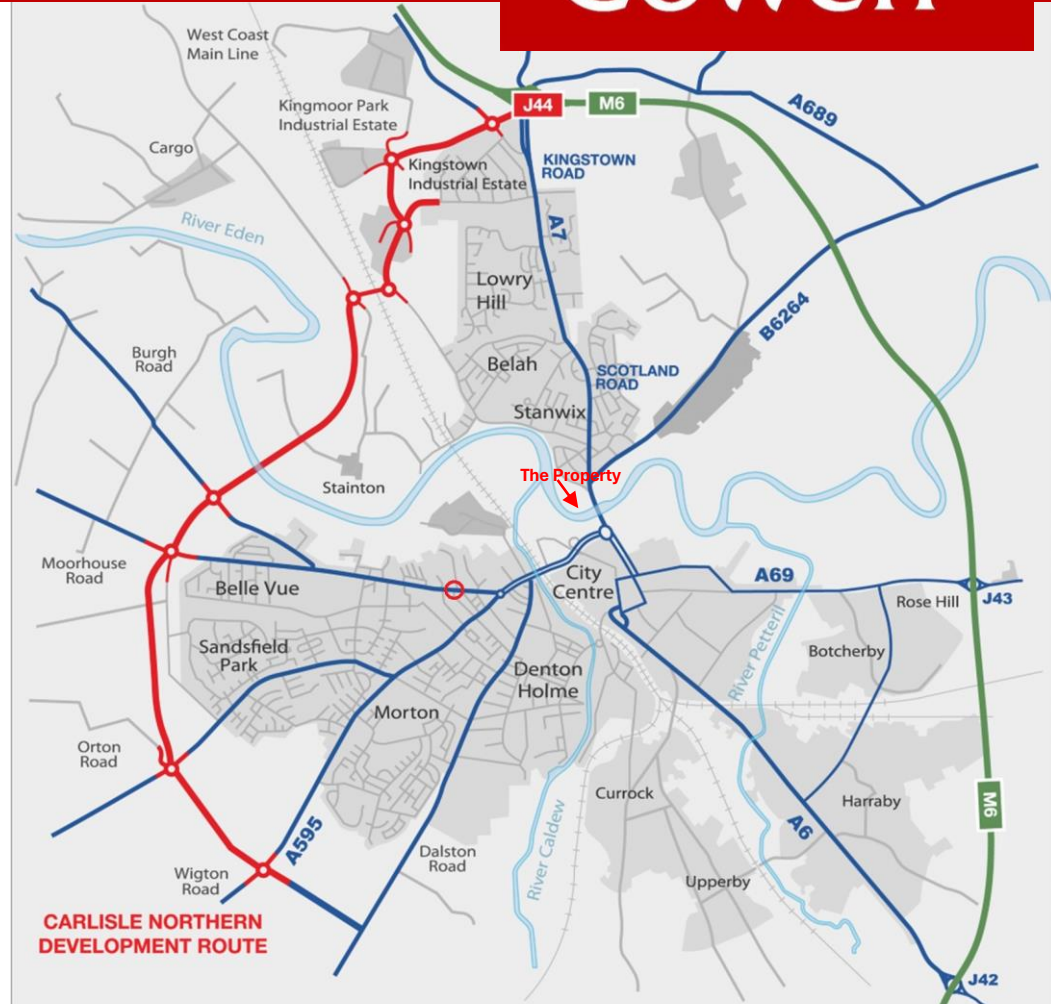 West Coast
Main Line
J44
M6
A689
Kingmoor Park
Industrial Estate
Cargo
Kingstown
Industrial Estate
KINGSTOWN
ROAD
A7
River Eden
Lowry
Hill
B6264
Burgh
Road
Belah
SCOTLAND
ROAD
Stanwix
The Property
Stainton
Moorhouse
Road
Belle Vue
City
Centre
A69
Rose Hill
J43
Sandsfield
Park
River Petteril
Botcherby
Denton
Holme
Morton
Orton
Road
Currock
M6
Harraby
A6
A595
River Caldew
Dalston
Road
Wigton
Road
Upperby
CARLISLE NORTHERN
DEVELOPMENT ROUTE
J42